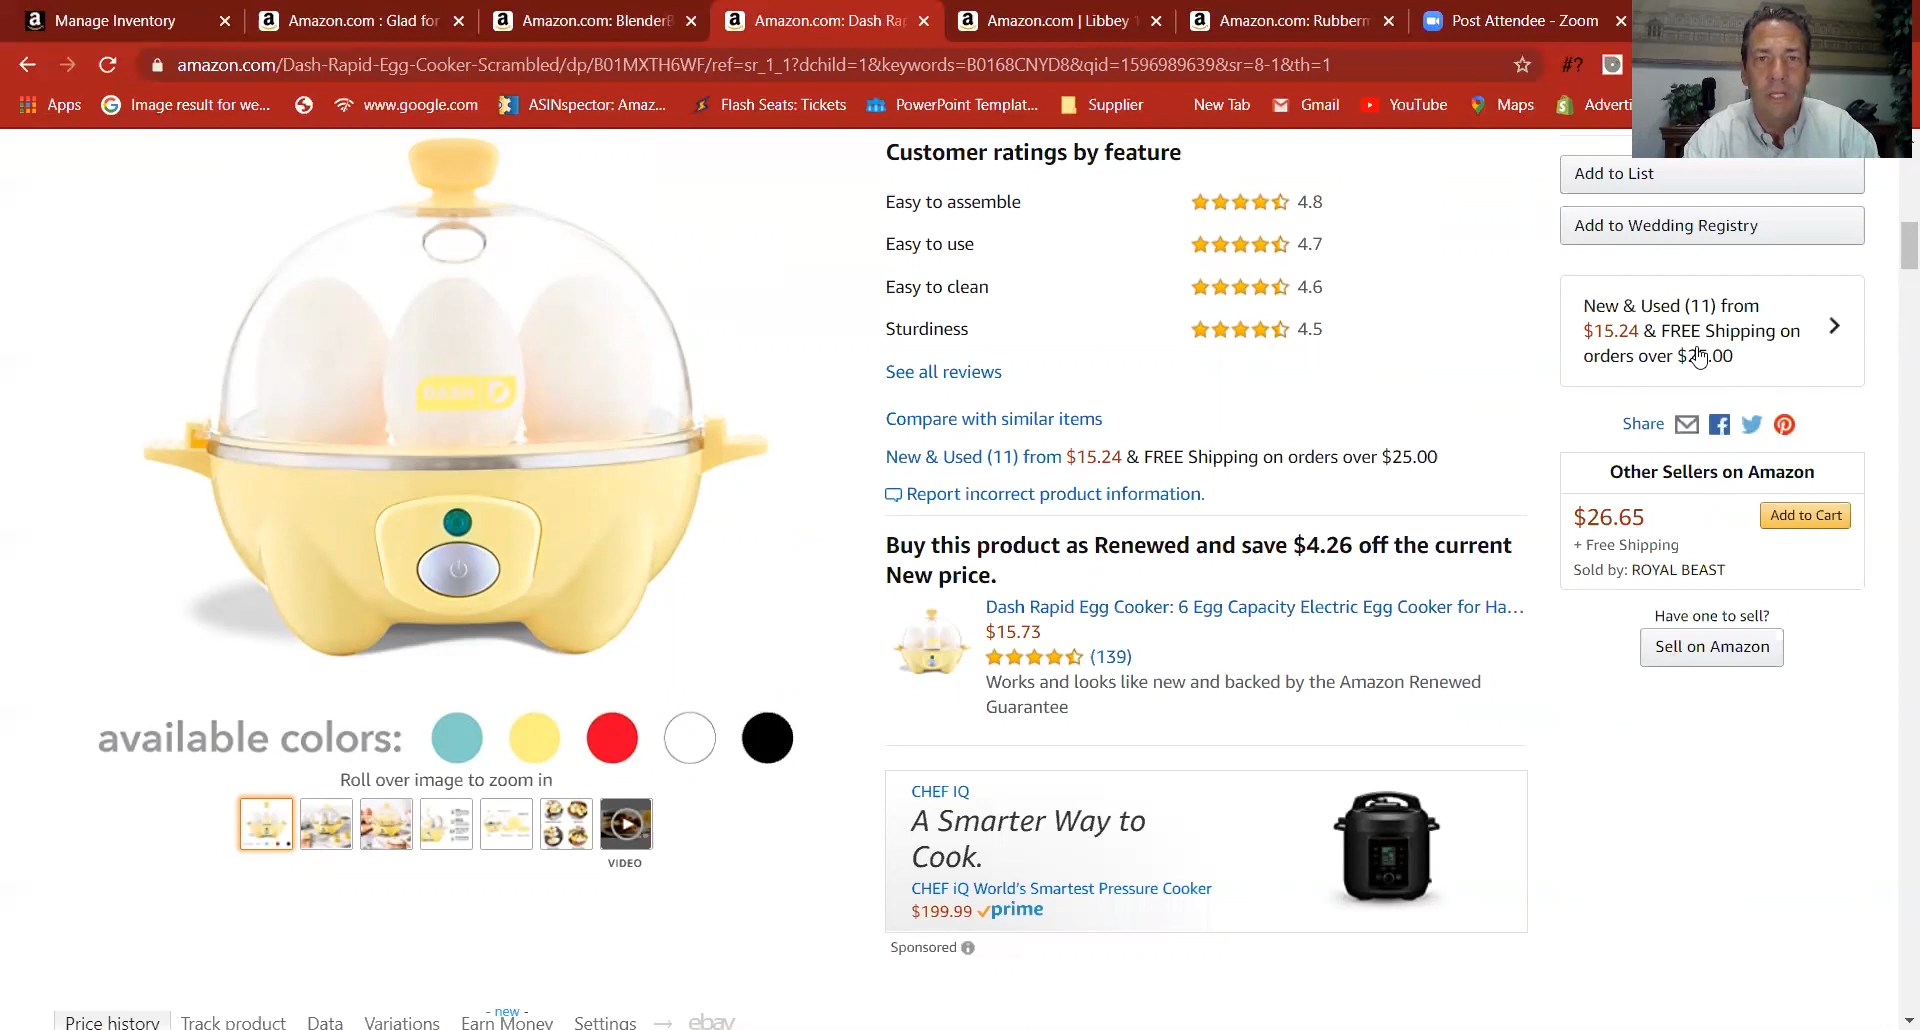 Manage Inventory
Amazon.com : Glad for
Amazon.com: BlenderB
Amazon.com: Dash Rap
Amazon.com | Libbey
Amazon.com: Rubberm
Post Attendee - Zoom
amazon.com/Dash-Rapid-Egg-Cooker-Scrambled/dp/B01MXTH6WF/ref=sr_1_1?dchild=1&keywords=B0168CNYD8&qid=1596989639&sr=8-1&th=1
#?
Apps
Image result for we...
www.google.com
ASINspector: Amaz...
Flash Seats: Tickets
PowerPoint Templat...
Supplier
New Tab
Gmail
YouTube
Maps
Adverti
DASH
available colors:
Roll over image to zoom in
VIDEO
Customer ratings by feature
Easy to assemble 4.8
Easy to use 4.7
Easy to clean 4.6
Sturdiness 4.5
See all reviews
Compare with similar items
New & Used (11) from $15.24 & FREE Shipping on orders over $25.00
Report incorrect product information.
Buy this product as Renewed and save $4.26 off the current
New price.
Dash Rapid Egg Cooker: 6 Egg Capacity Electric Egg Cooker for Ha...
$15.73
(139)
Works and looks like new and backed by the Amazon Renewed
Guarantee
CHEF IQ
A Smarter Way to
Cook.
CHEF iQ World's Smartest Pressure Cooker
$199.99 prime
Sponsored
Add to List
Add to Wedding Registry
New & Used (11) from
$15.24 & FREE Shipping on
orders over
Share
Other Sellers on Amazon
$26.65
Add to Cart
+ Free Shipping
Sold by: ROYAL BEAST
Have one to sell?
Sell on Amazon
- new -
Price history
Track product
Data
Variations
Earn Money
Settings
ebay